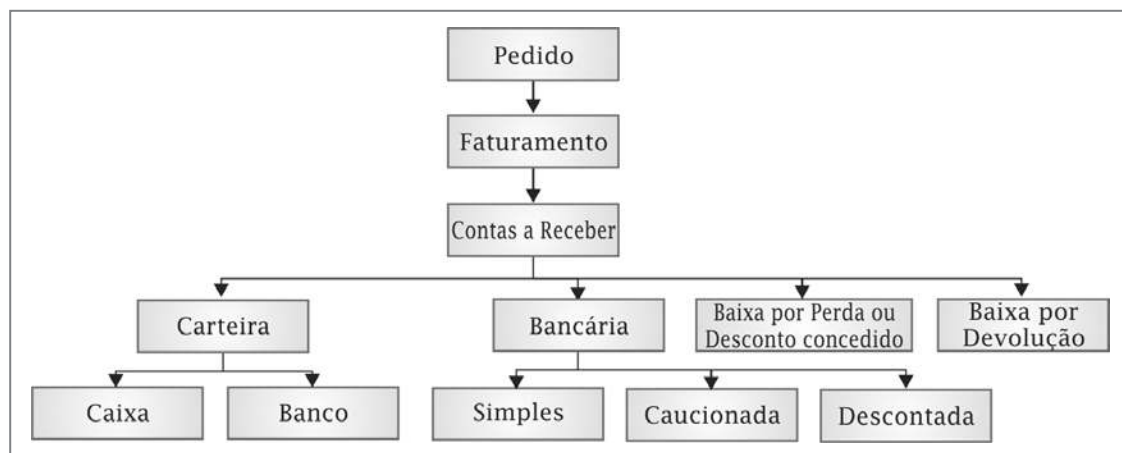 Pedido
Faturamento
Contas a Receber
Carteira
Bancária
Baixa por Perda ou
Desconto concedido
Baixa por
Devolução
Caixa
Banco
Simples
Caucionada
Descontada